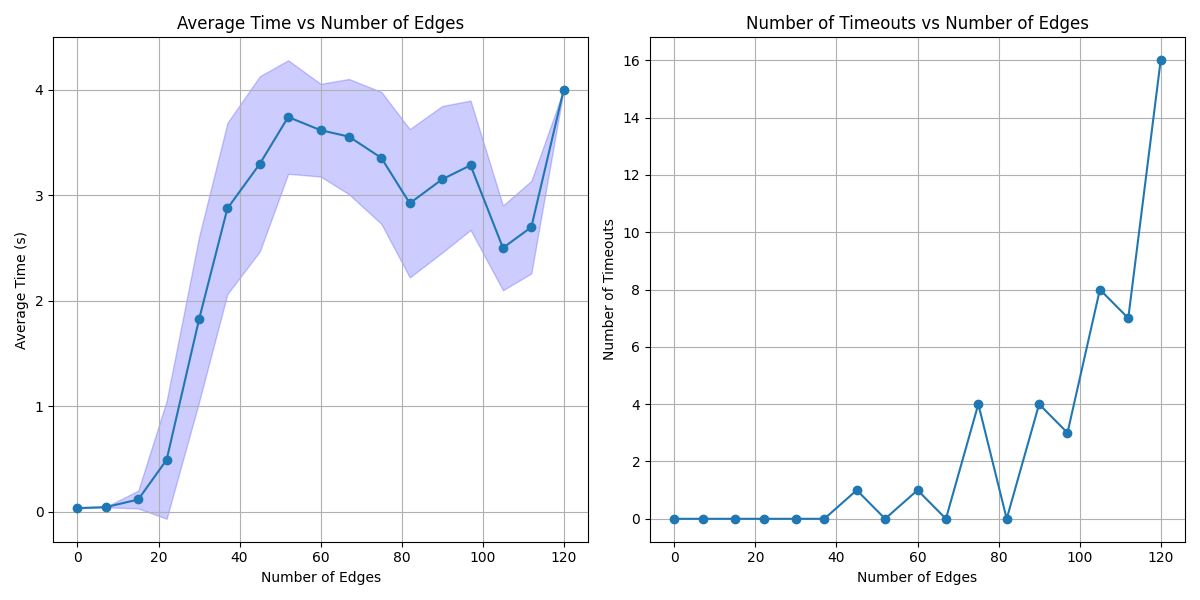 Average Time vs Number of Edges
Average Time (s)
4
3
2
1
0
0 20 40 60 80 100 120
Number of Edges
Number of Timeouts vs Number of Edges
Number of Timeouts
16
14
12
10
8
6
4
2
0
0 20 40 60 80 100 120
Number of Edges